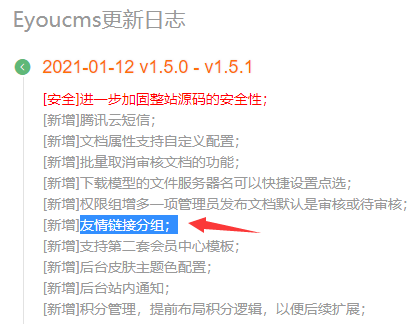 Eyoucms更新日志
2021-01-12 v1.5.0 - v1.5.1
[安全]进一步加固整站源码的安全性；
[新增]腾讯云短信；
[新增]文档属性支持自定义配置；
[新增]批量取消审核文档的功能；
[新增]下载模型的文件服务器名可以快捷设置点选；
[新增]权限组增多一项管理员发布文档默认是审核或待审核；
[新增]友情链接分组；
[新增]支持第二套会员中心模板；
[新增]后台皮肤主题色配置；
[新增]后台站内通知；
[新增]积分管理，提前布局积分逻辑，以便后续扩展；